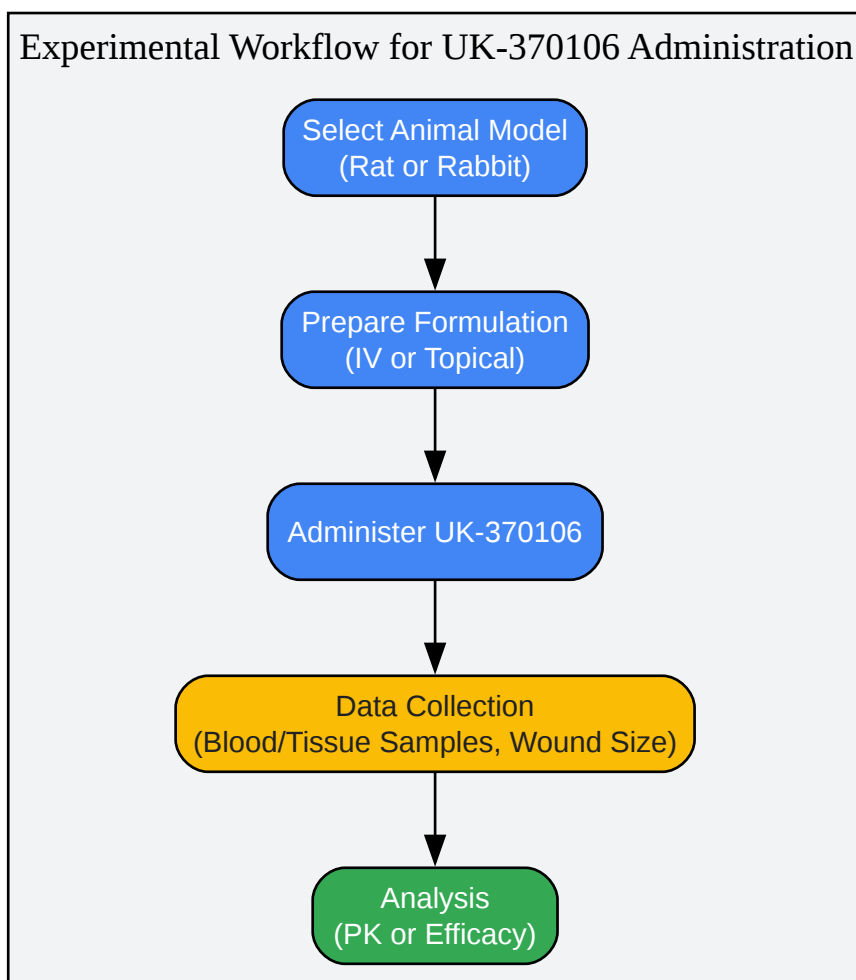 Experimental Workflow for UK-370106 Administration
Select Animal Model
(Rat or Rabbit)
Prepare Formulation
(IV or Topical)
Administer UK-370106
Data Collection
(Blood/Tissue Samples, Wound Size)
Analysis
(PK or Efficacy)